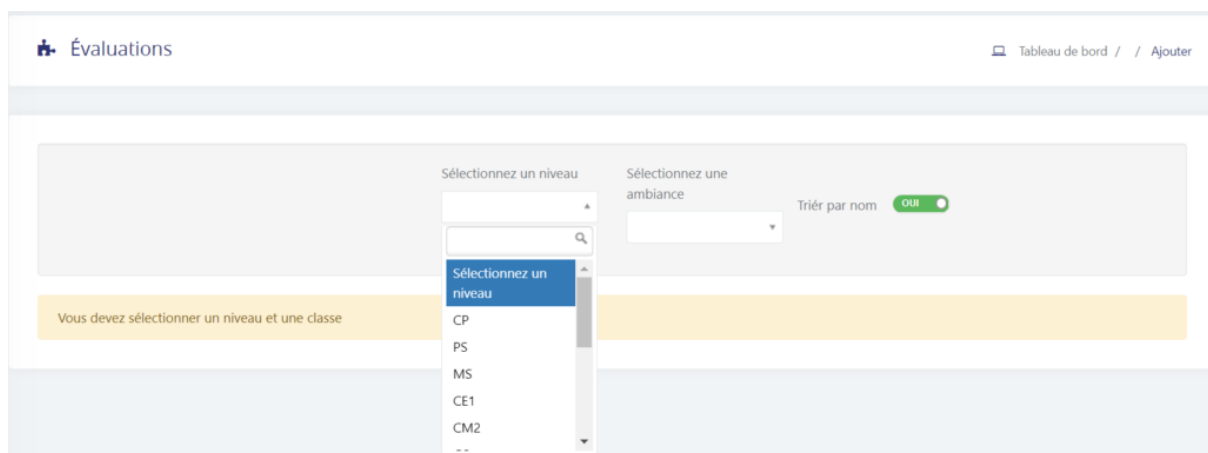 Évaluations
Tableau de bord / / Ajouter
Sélectionnez un niveau
Sélectionnez une
ambiance
Triér par nom OUI
Sélectionnez un
niveau
Vous devez sélectionner un niveau et une classe
CP
PS
MS
CE1
CM2